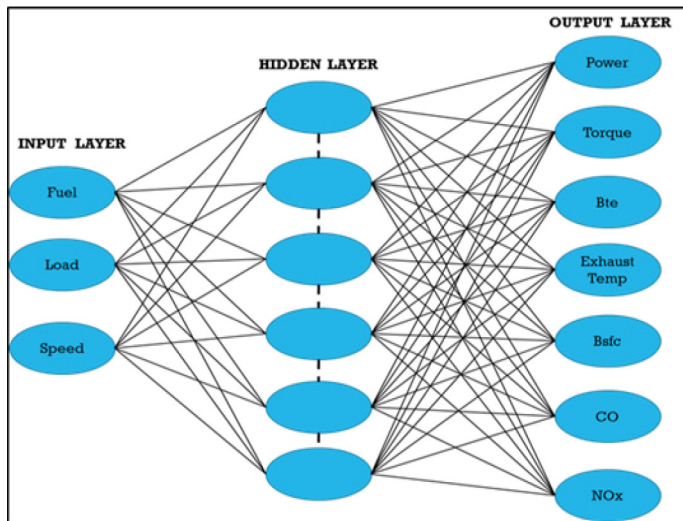 INPUT LAYER
Fuel
Load
Speed
HIDDEN LAYER
OUTPUT LAYER
Power
Torque
Bte
Exhaust
Temp
Bsfc
CO
NOx